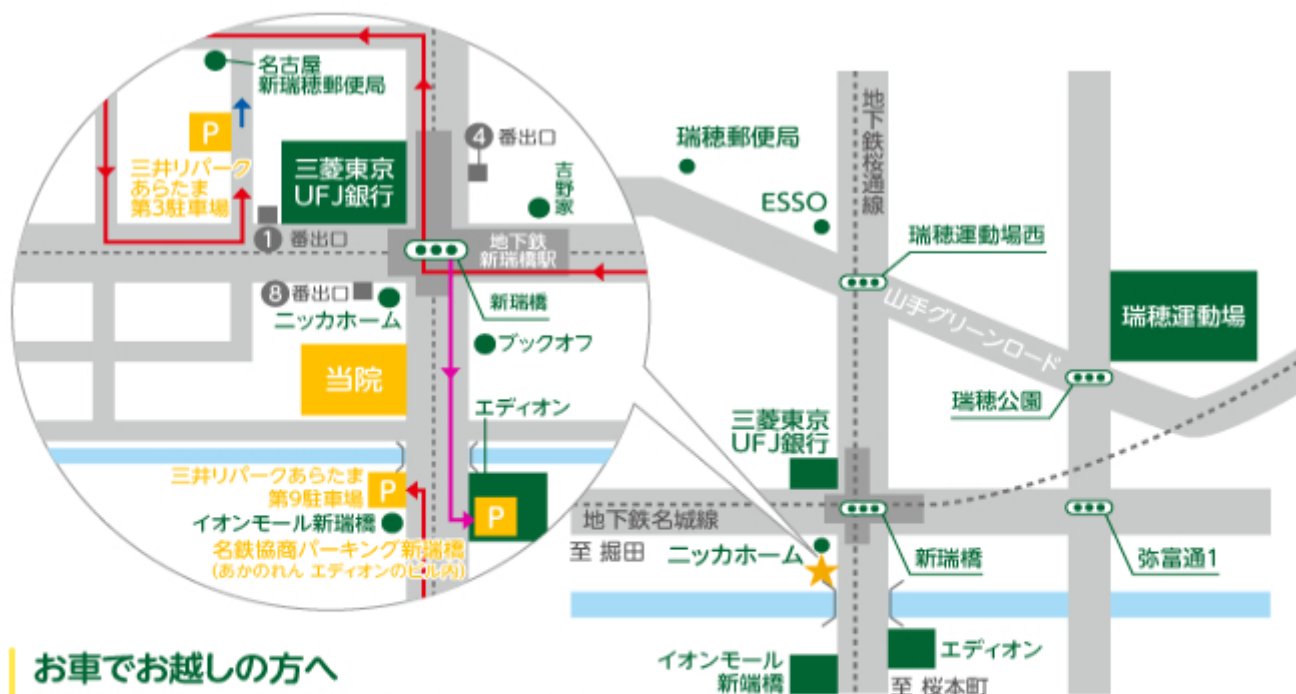 名古屋
新瑞穂郵便局
P
三井リパーク
あらたま
第3駐車場
三菱東京
UFJ銀行
4 番出口
吉野家
1 番出口
地下鉄
新瑞橋駅
8 番出口
ニッカホーム
新瑞橋
ブックオフ
当院
エディオン
三井リパークあらたま
第9駐車場
P
P
イオンモール新瑞橋
名鉄協商パーキング新瑞橋
(あかのれん エディオンのビル内)
地下鉄桜通線
瑞穂郵便局
ESSO
瑞穂運動場西
山手グリーンロード
瑞穂運動場
瑞穂公園
三菱東京
UFJ銀行
地下鉄名城線
至 堀田
ニッカホーム
新瑞橋
弥富通1
エディオン
イオンモール
新端橋
至 桜本町
お車でお越しの方へ